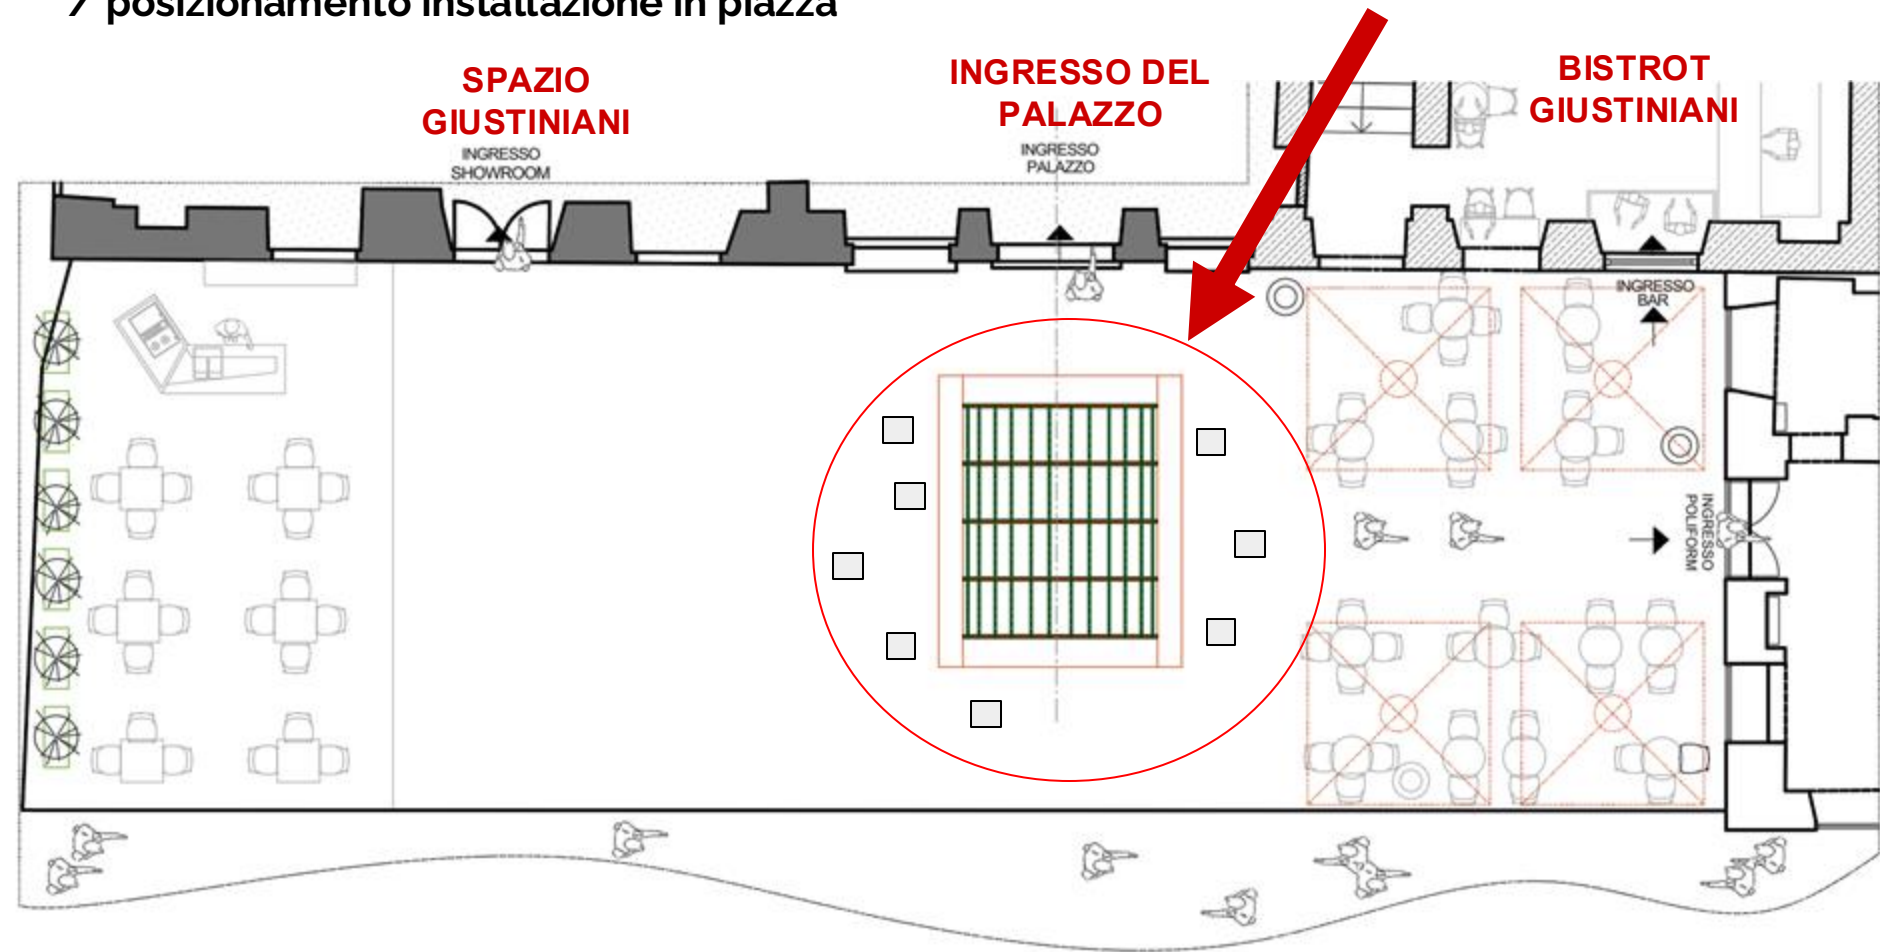 / posizionamento installazione in piazza
SPAZIO
GIUSTINIANI
INGRESSO
SHOWROOM
INGRESSO DEL
PALAZZO
INGRESSO
PALAZZO
BISTROT
GIUSTINIANI
INGRESSO
BAR
INGRESSO
POLIFORM